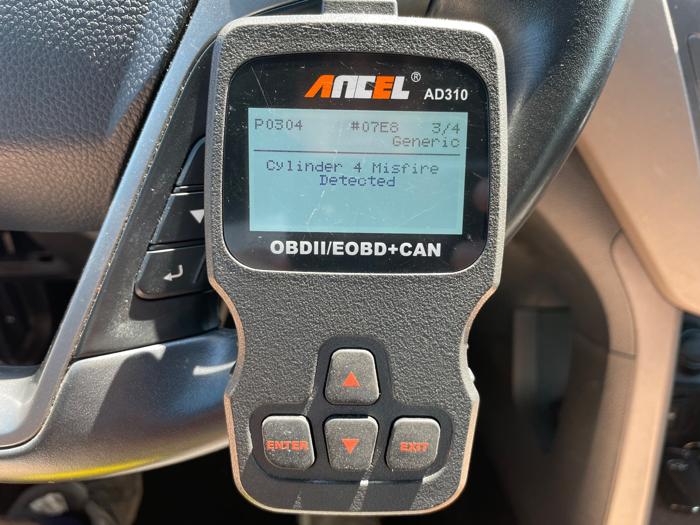 ANCEL®
AD310
P0304 #07E8 3/4
Generic
Cylinder 4 Misfire
Detected
OBDII/EOBD+CAN
ENTER
EXIT